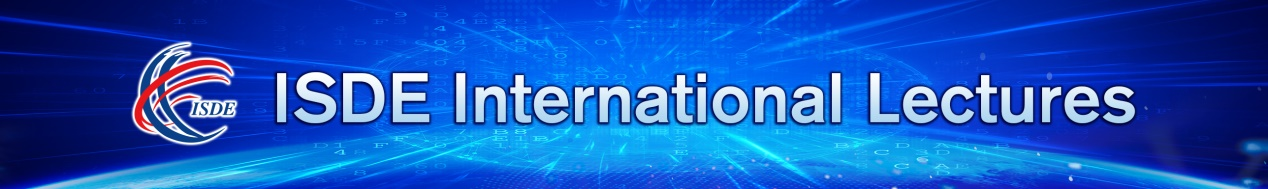 ISDE
ISDE International Lectures